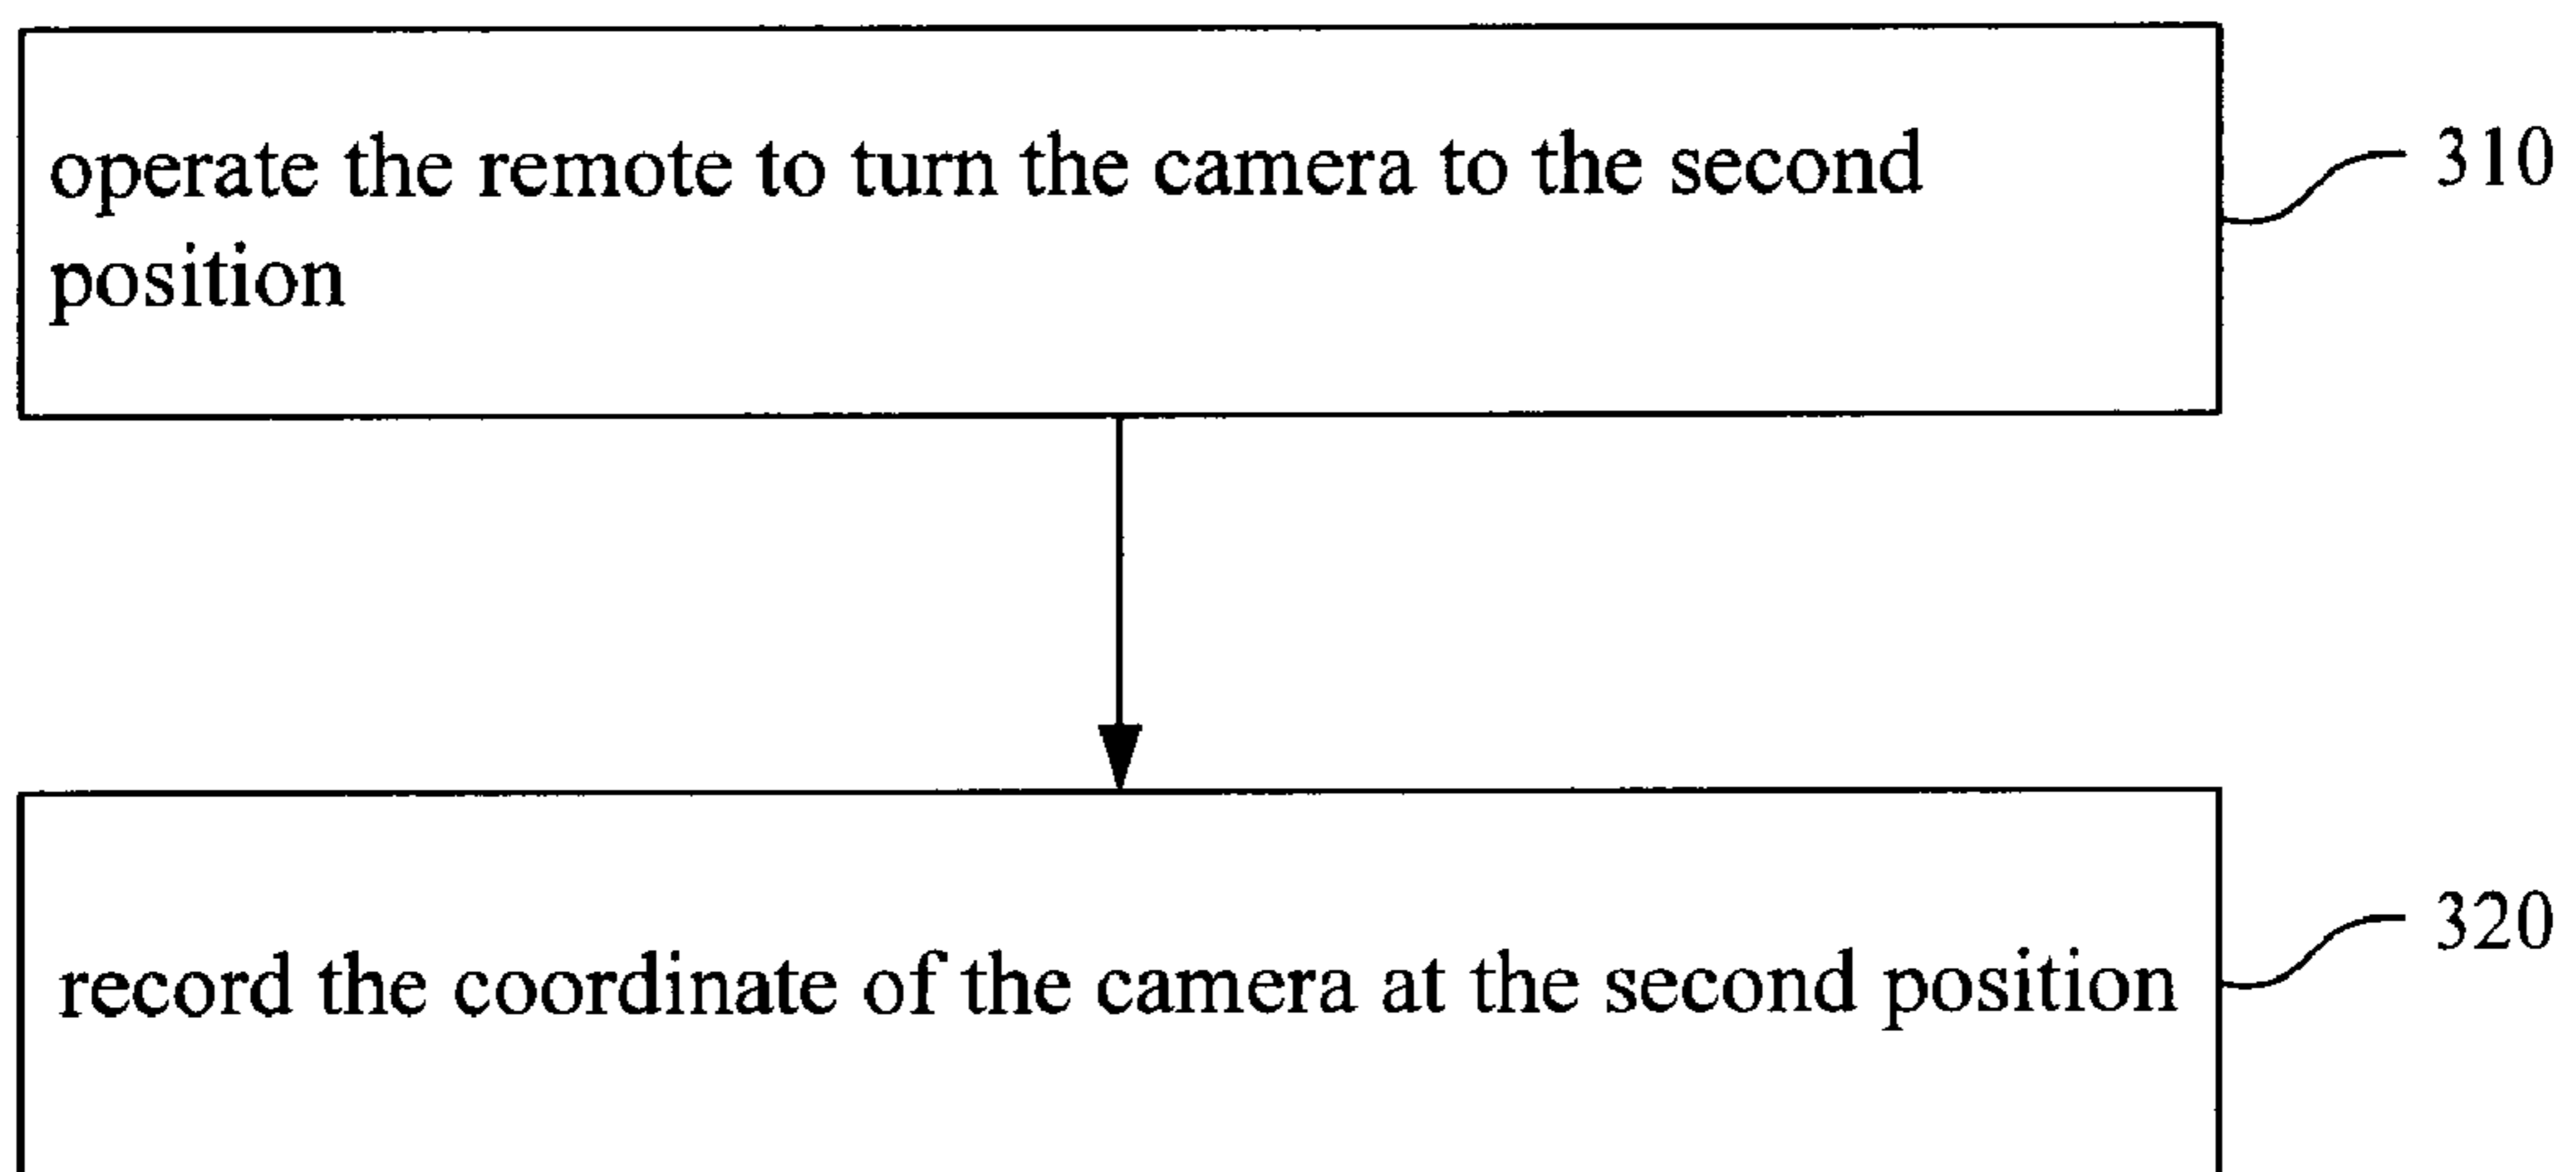 operate the remote to turn the camera to the second
position
310
record the coordinate of the camera at the second position
320